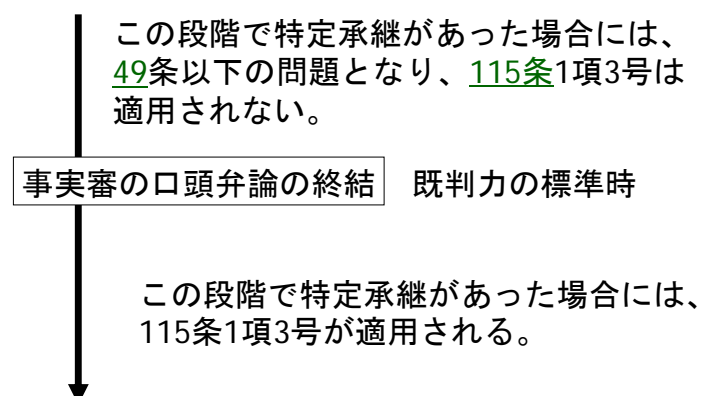 この段階で特定承継があった場合には、
49条以下の問題となり、115条1項3号は
適用されない。
事実審の口頭弁論の終結 既判力の標準時
この段階で特定承継があった場合には、
115条1項3号が適用される。